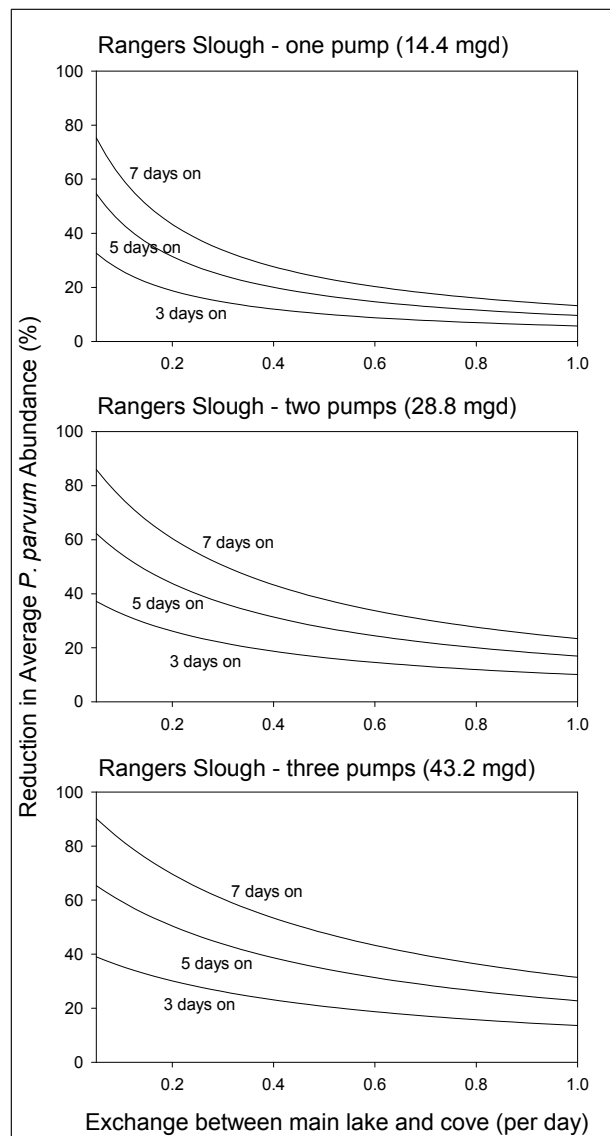 Rangers Slough - one pump (14.4 mgd)
100
80
60
40
20
0
7 days on
5 days on
3 days on
0.2 0.4 0.6 0.8 1.0
Rangers Slough - two pumps (28.8 mgd)
100
80
60
40
20
0
7 days on
5 days on
3 days on
0.2 0.4 0.6 0.8 1.0
Rangers Slough - three pumps (43.2 mgd)
100
80
60
40
20
0
7 days on
5 days on
3 days on
0.2 0.4 0.6 0.8 1.0
Reduction in Average P. parvum Abundance (%)
Exchange between main lake and cove (per day)